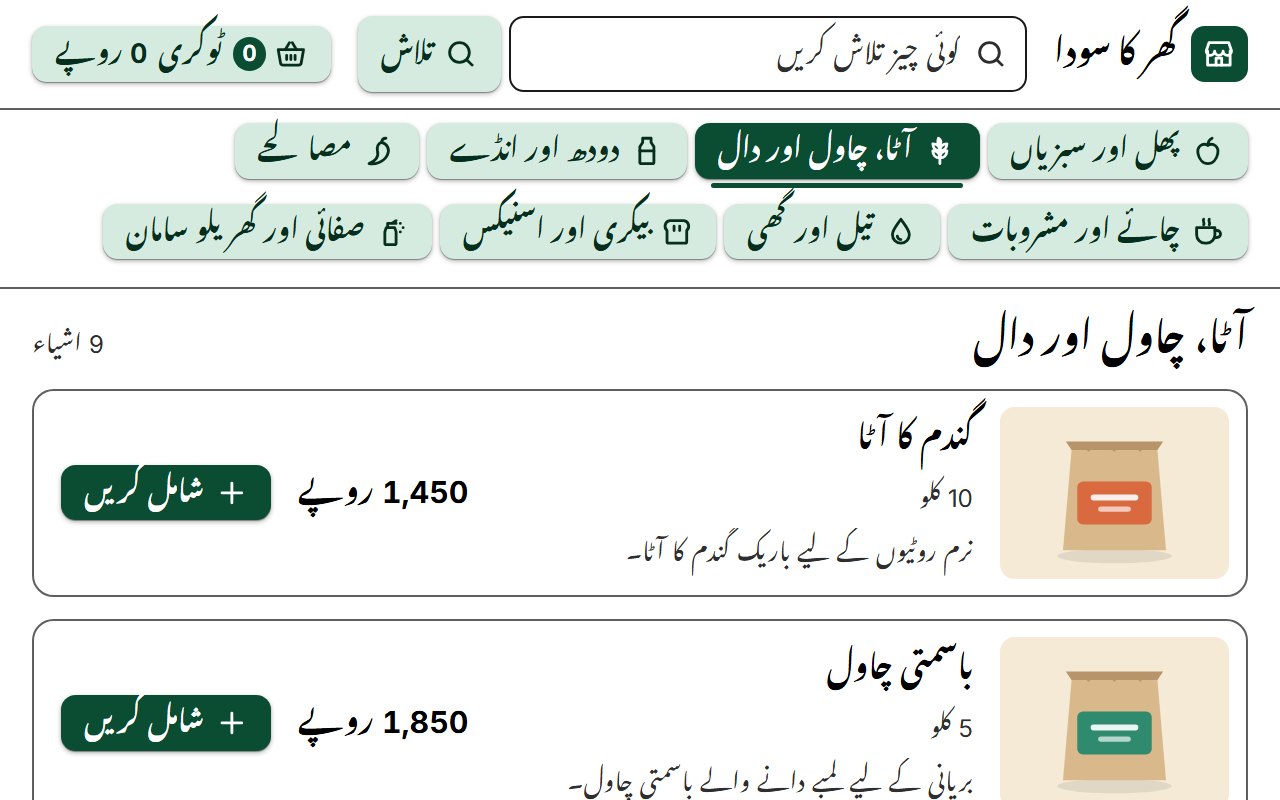 گھر کا سودا
کوئی چیز تلاش کریں
تلاش
0 ٹوکری 0 روپے
پھل اور سبزیاں
آٹا، چاول اور دال
دودھ اور انڈے
مصالحے
چائے اور مشروبات
تیل اور گھی
بیکری اور اسنیکس
صفائی اور گھریلو سامان
آٹا، چاول اور دال
9 اشیاء
گندم کا آٹا
10 کلو
نرم روٹیوں کے لیے باریک گندم کا آٹا۔
1,450 روپے
شامل کریں
باسمتی چاول
5 کلو
بریانی کے لیے لمبے دانے والے باسمتی چاول۔
1,850 روپے
شامل کریں